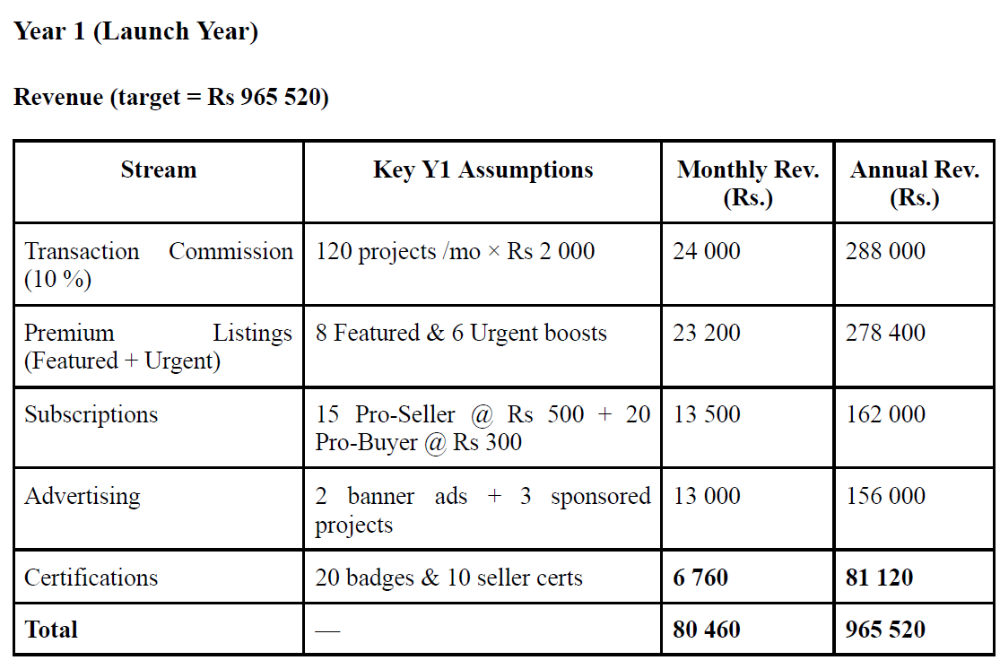 Year 1 (Launch Year)
Revenue (target = Rs 965 520)
Stream Key Y1 Assumptions Monthly Rev. (Rs.) Annual Rev. (Rs.)
Transaction Commission (10 %) 120 projects /mo × Rs 2 000 24 000 288 000
Premium Listings (Featured + Urgent) 8 Featured & 6 Urgent boosts 23 200 278 400
Subscriptions 15 Pro-Seller @ Rs 500 + 20 Pro-Buyer @ Rs 300 13 500 162 000
Advertising 2 banner ads + 3 sponsored projects 13 000 156 000
Certifications 20 badges & 10 seller certs 6 760 81 120
Total — 80 460 965 520